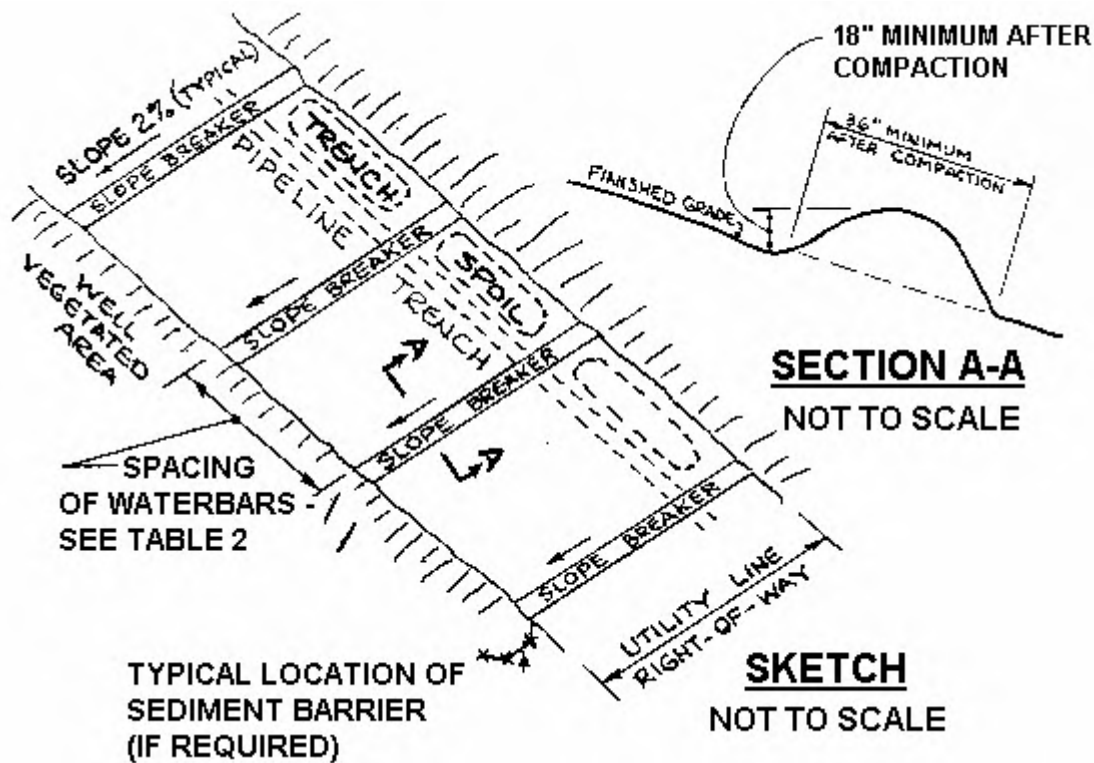 18" MINIMUM AFTER
COMPACTION
36" MINIMUM
AFTER COMPACTION
FINISHED GRADE
SECTION A-A
NOT TO SCALE
SLOPE 2% (TYPICAL)
SLOPE BREAKER
TRENCH
PIPELINE
SLOPE BREAKER
SPOIL
TRENCH
WELL
VEGETATED
AREA
A
SLOPE BREAKER
A
SPACING
OF WATERBARS -
SEE TABLE 2
SLOPE BREAKER
UTILITY LINE
RIGHT-OF-WAY
TYPICAL LOCATION OF
SEDIMENT BARRIER
(IF REQUIRED)
SKETCH
NOT TO SCALE